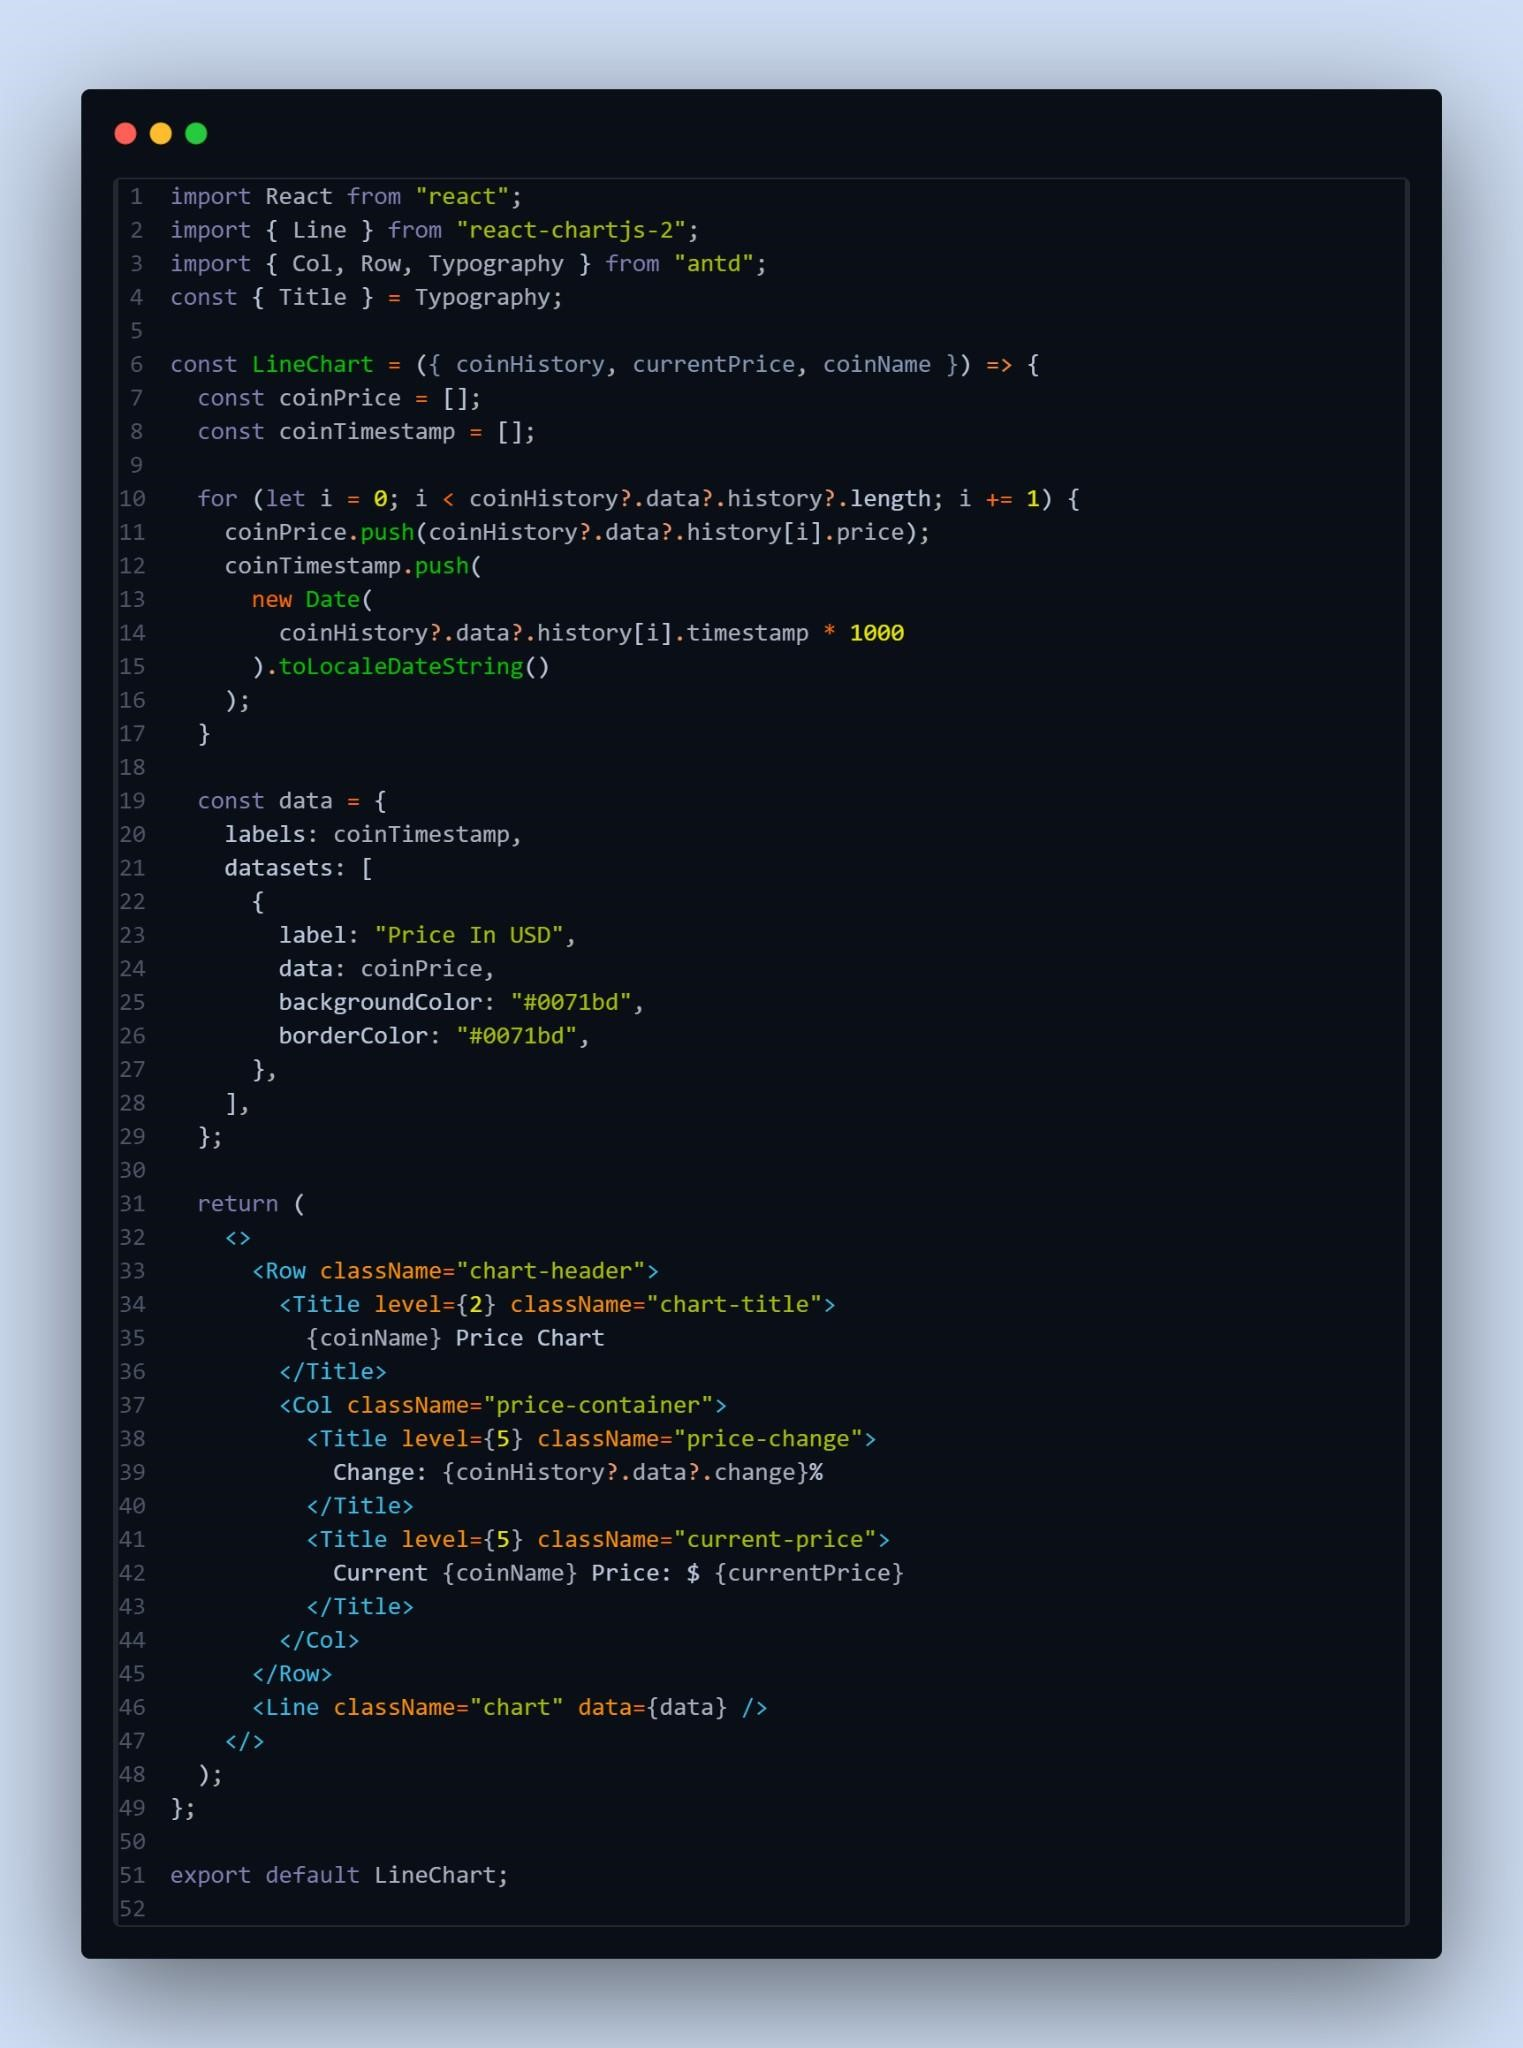 1 import React from "react";
2 import { Line } from "react-chartjs-2";
3 import { Col, Row, Typography } from "antd";
4 const { Title } = Typography;
5
6 const LineChart = ({ coinHistory, currentPrice, coinName }) => {
7   const coinPrice = [];
8   const coinTimestamp = [];
9
10   for (let i = 0; i < coinHistory?.data?.history?.length; i += 1) {
11     coinPrice.push(coinHistory?.data?.history[i].price);
12     coinTimestamp.push(
13       new Date(
14         coinHistory?.data?.history[i].timestamp * 1000
15       ).toLocaleDateString()
16     );
17   }
18
19   const data = {
20     labels: coinTimestamp,
21     datasets: [
22       {
23         label: "Price In USD",
24         data: coinPrice,
25         backgroundColor: "#0071bd",
26         borderColor: "#0071bd",
27       },
28     ],
29   };
30
31   return (
32     <>
33       <Row className="chart-header">
34         <Title level={2} className="chart-title">
35           {coinName} Price Chart
36         </Title>
37         <Col className="price-container">
38           <Title level={5} className="price-change">
39             Change: {coinHistory?.data?.change}%
40           </Title>
41           <Title level={5} className="current-price">
42             Current {coinName} Price: $ {currentPrice}
43           </Title>
44         </Col>
45       </Row>
46       <Line className="chart" data={data} />
47     </>
48   );
49 };
50
51 export default LineChart;
52